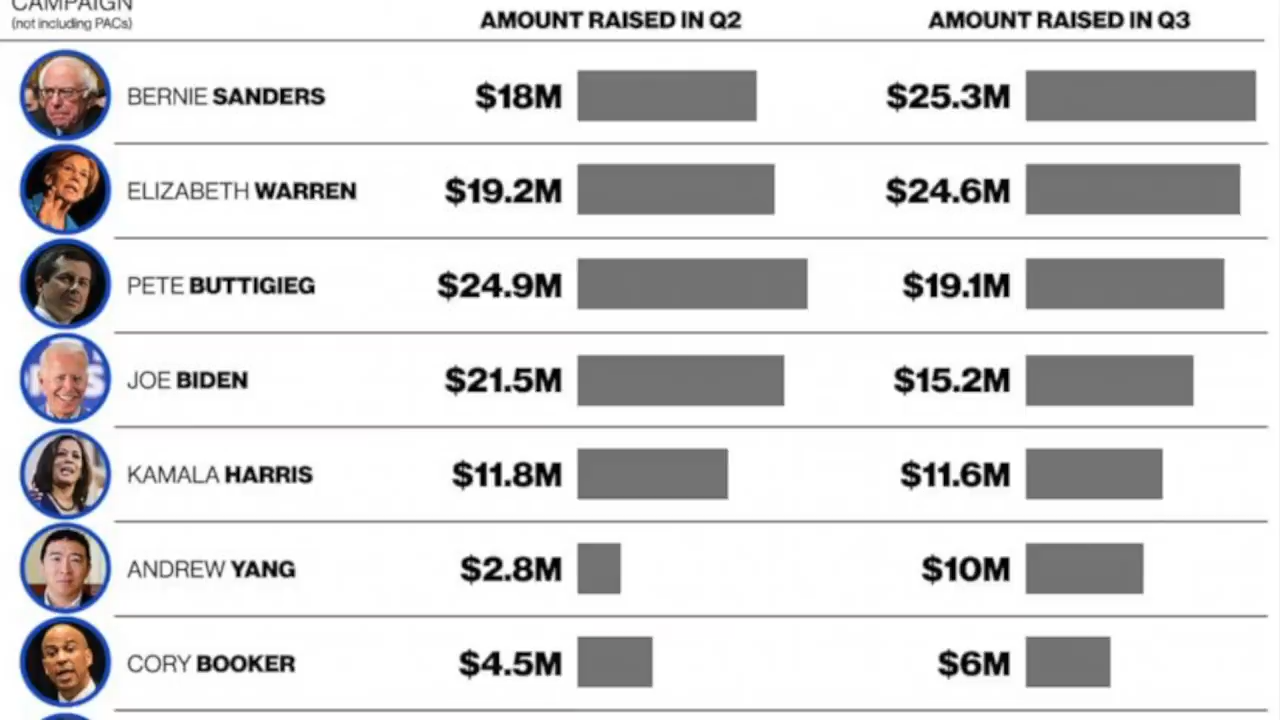 CAMPAIGN
(not including PACs) AMOUNT RAISED IN Q2 AMOUNT RAISED IN Q3
BERNIE SANDERS $18M $25.3M
ELIZABETH WARREN $19.2M $24.6M
PETE BUTTIGIEG $24.9M $19.1M
JOE BIDEN $21.5M $15.2M
KAMALA HARRIS $11.8M $11.6M
ANDREW YANG $2.8M $10M
CORY BOOKER $4.5M $6M